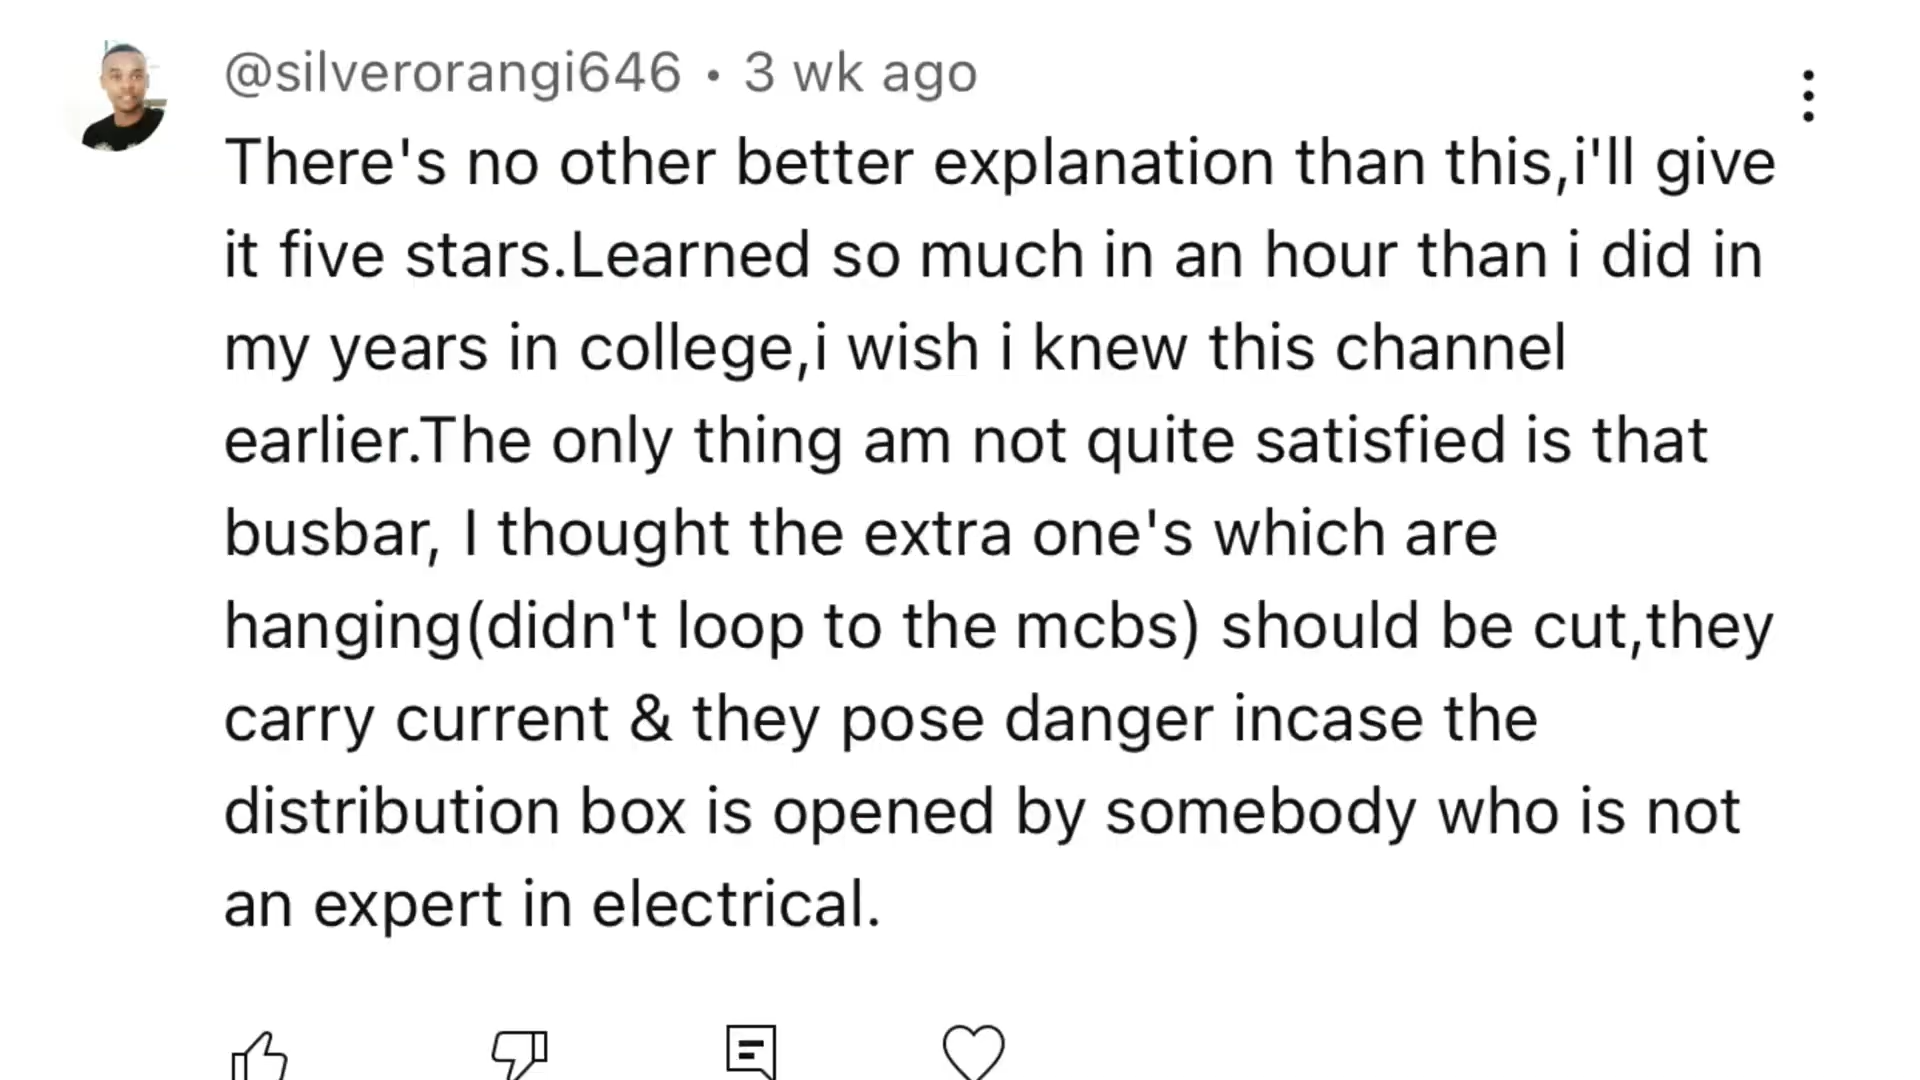 @silverorangi646 • 3 wk ago
There's no other better explanation than this,i'll give
it five stars.Learned so much in an hour than i did in
my years in college,i wish i knew this channel
earlier.The only thing am not quite satisfied is that
busbar, I thought the extra one's which are
hanging(didn't loop to the mcbs) should be cut,they
carry current & they pose danger incase the
distribution box is opened by somebody who is not
an expert in electrical.